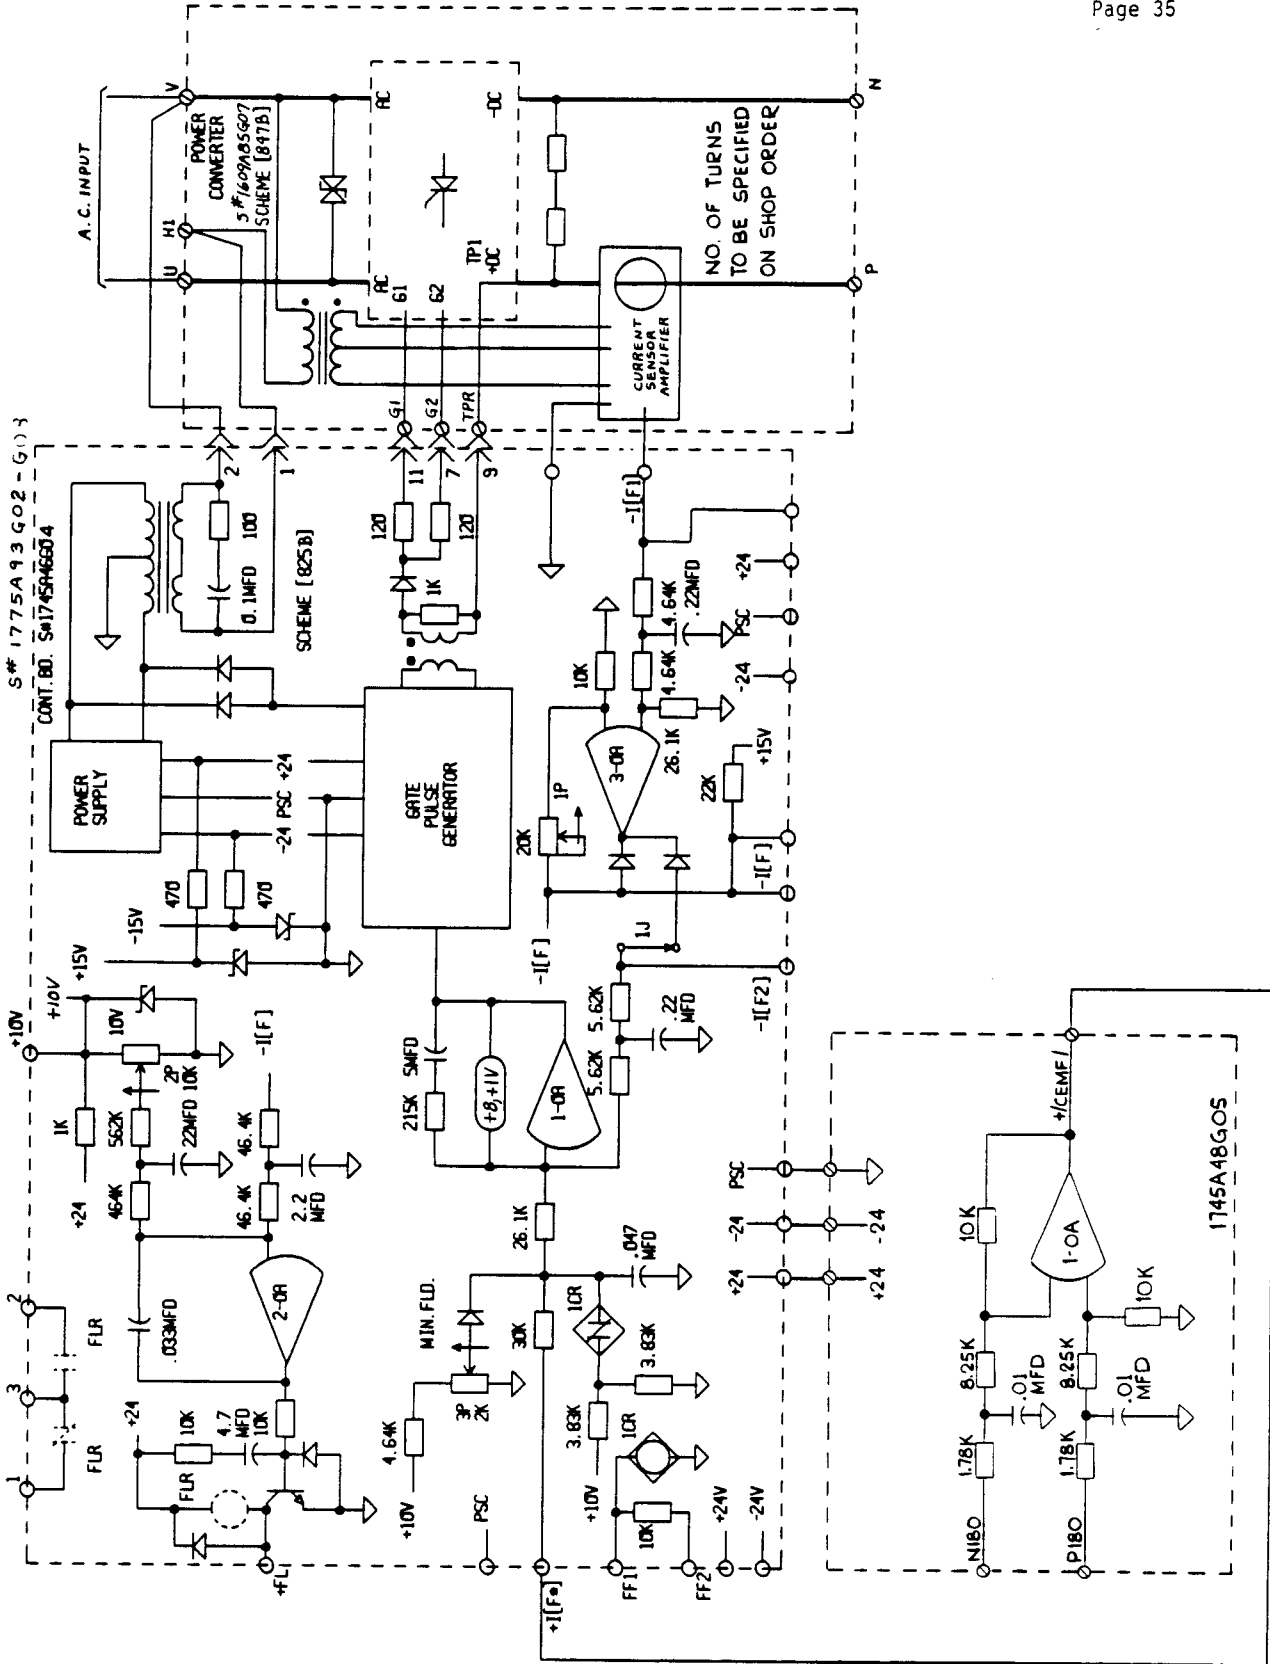 Page 35
S# 1775A93G02 -
CONT. BD. S#1745A46G04
A.C. INPUT
V
H1
U
POWER
CONVERTER
S#1609A85G07
SCHEME [847B]
AC
AC
-DC
TP1
+DC
G1
G2
G1
G2
TPR
NO. OF TURNS
TO BE SPECIFIED
ON SHOP ORDER
CURRENT
SENSOR
AMPLIFIER
N
P
2
1
11
7
9
100
0.1MFD
SCHEME [825B]
120
120
1K
POWER
SUPPLY
+24
PSC
-24
470
470
-15V
+15V
GATE
PULSE
GENERATOR
+10V
+10V
10V
2P
10K
1K
+24
562K
22MFD
464K
-I[F]
46.4K
46.4K
2.2
MFD
2-OA
.033MFD
2
3
1
FLR
FLR
+24
10K
4.7
MFD
10K
FLR
+FL
215K
5MFD
+8,+1V
1-OA
5.62K
5.62K
.22
MFD
26.1K
-I[F1]
4.64K
.22MFD
4.64K
10K
26.1K
3-OA
1P
20K
22K
+15V
-I[F]
-I[F]
1J
-I[F2]
+24
PSC
-24
MIN.FLD.
3P
2K
4.64K
+10V
PSC
30K
1CR
.047
MFD
3.83K
3.83K
+10V
1CR
10K
+I[F*]
FF1
FF2
+24V
-24V
PSC
-24
+24
-24
+24
+/CEMF/
10K
1-OA
10K
8.25K
8.25K
.01
MFD
.01
MFD
1.78K
1.78K
N180
P180
1745A48G05